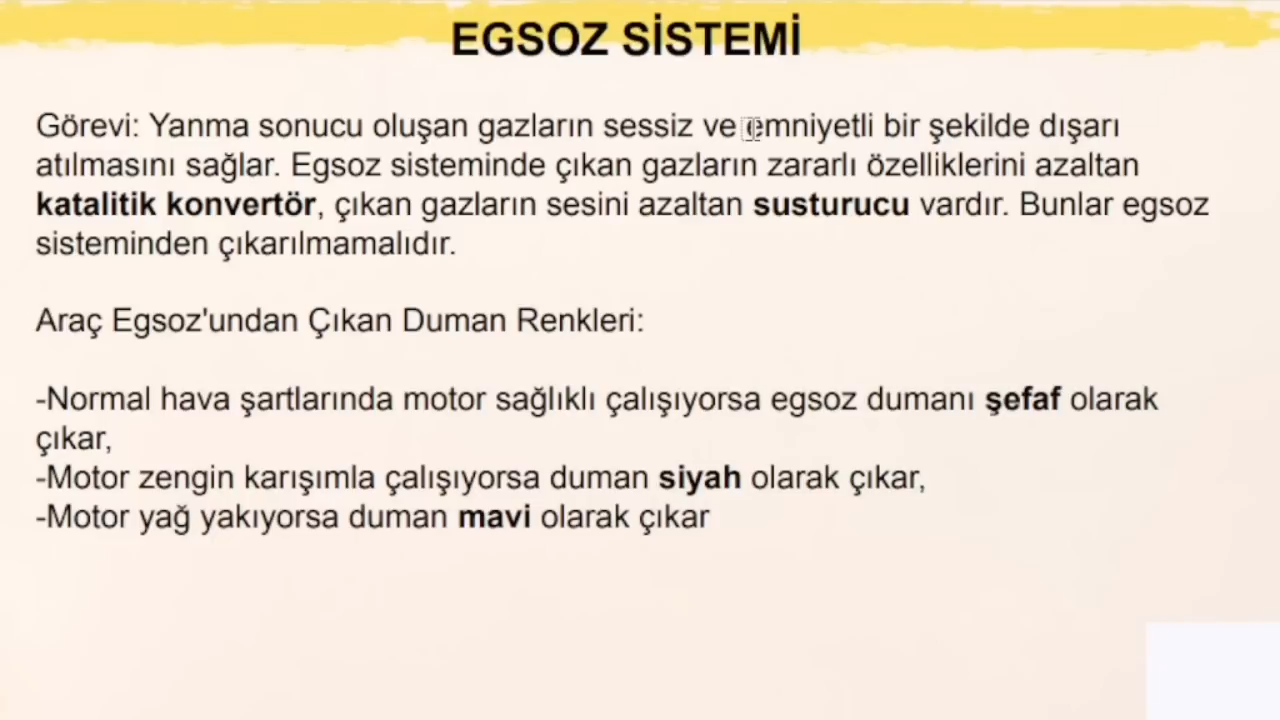 EGSOZ SİSTEMİ
Görevi: Yanma sonucu oluşan gazların sessiz ve emniyetli bir şekilde dışarı
atılmasını sağlar. Egsoz sisteminde çıkan gazların zararlı özelliklerini azaltan
katalitik konvertör, çıkan gazların sesini azaltan susturucu vardır. Bunlar egsoz
sisteminden çıkarılmamalıdır.
Araç Egsoz'undan Çıkan Duman Renkleri:
-Normal hava şartlarında motor sağlıklı çalışıyorsa egsoz dumanı şefaf olarak
çıkar,
-Motor zengin karışımla çalışıyorsa duman siyah olarak çıkar,
-Motor yağ yakıyorsa duman mavi olarak çıkar